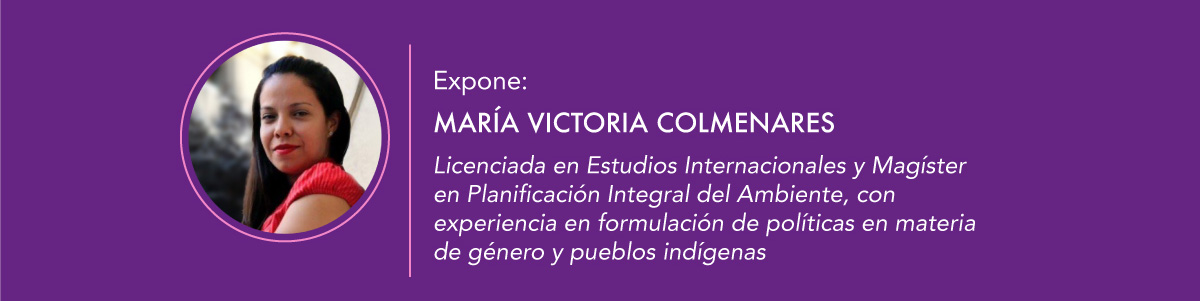 Expone:
MARÍA VICTORIA COLMENARES
Licenciada en Estudios Internacionales y Magíster
en Planificación Integral del Ambiente, con
experiencia en formulación de políticas en materia
de género y pueblos indígenas